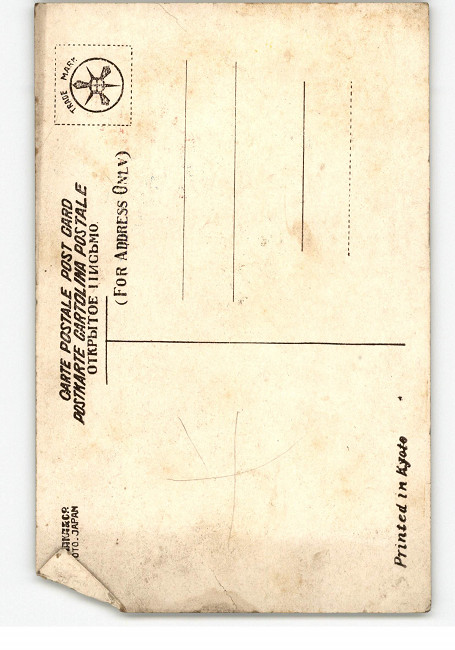 TRADE MARK
CARTE POSTALE POST CARD
POSTKARTE CARTOLINA POSTALE
ОТКРЫТОЕ ПИСЬМО.
(FOR ADDRESS ONLY)
OTO. JAPAN
Printed in Kyoto